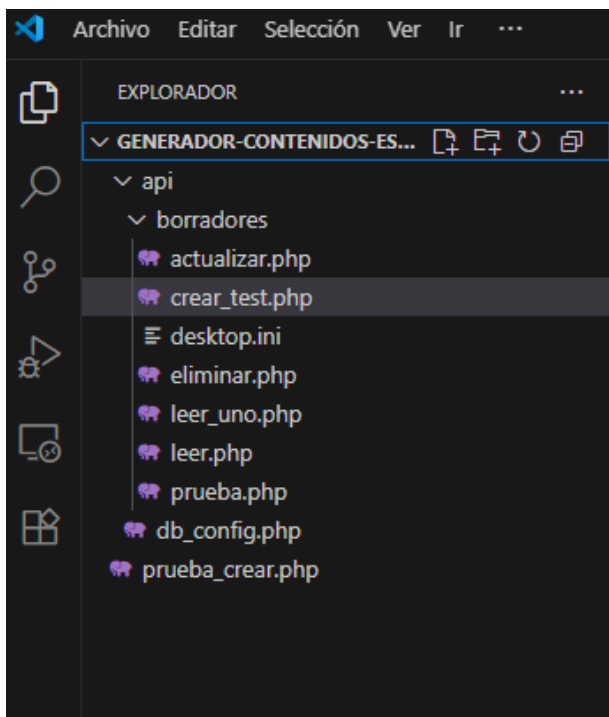 Archivo Editar Selección Ver Ir ...
EXPLORADOR ...
GENERADOR-CONTENIDOS-ES...
api
borradores
actualizar.php
crear_test.php
desktop.ini
eliminar.php
leer_uno.php
leer.php
prueba.php
db_config.php
prueba_crear.php